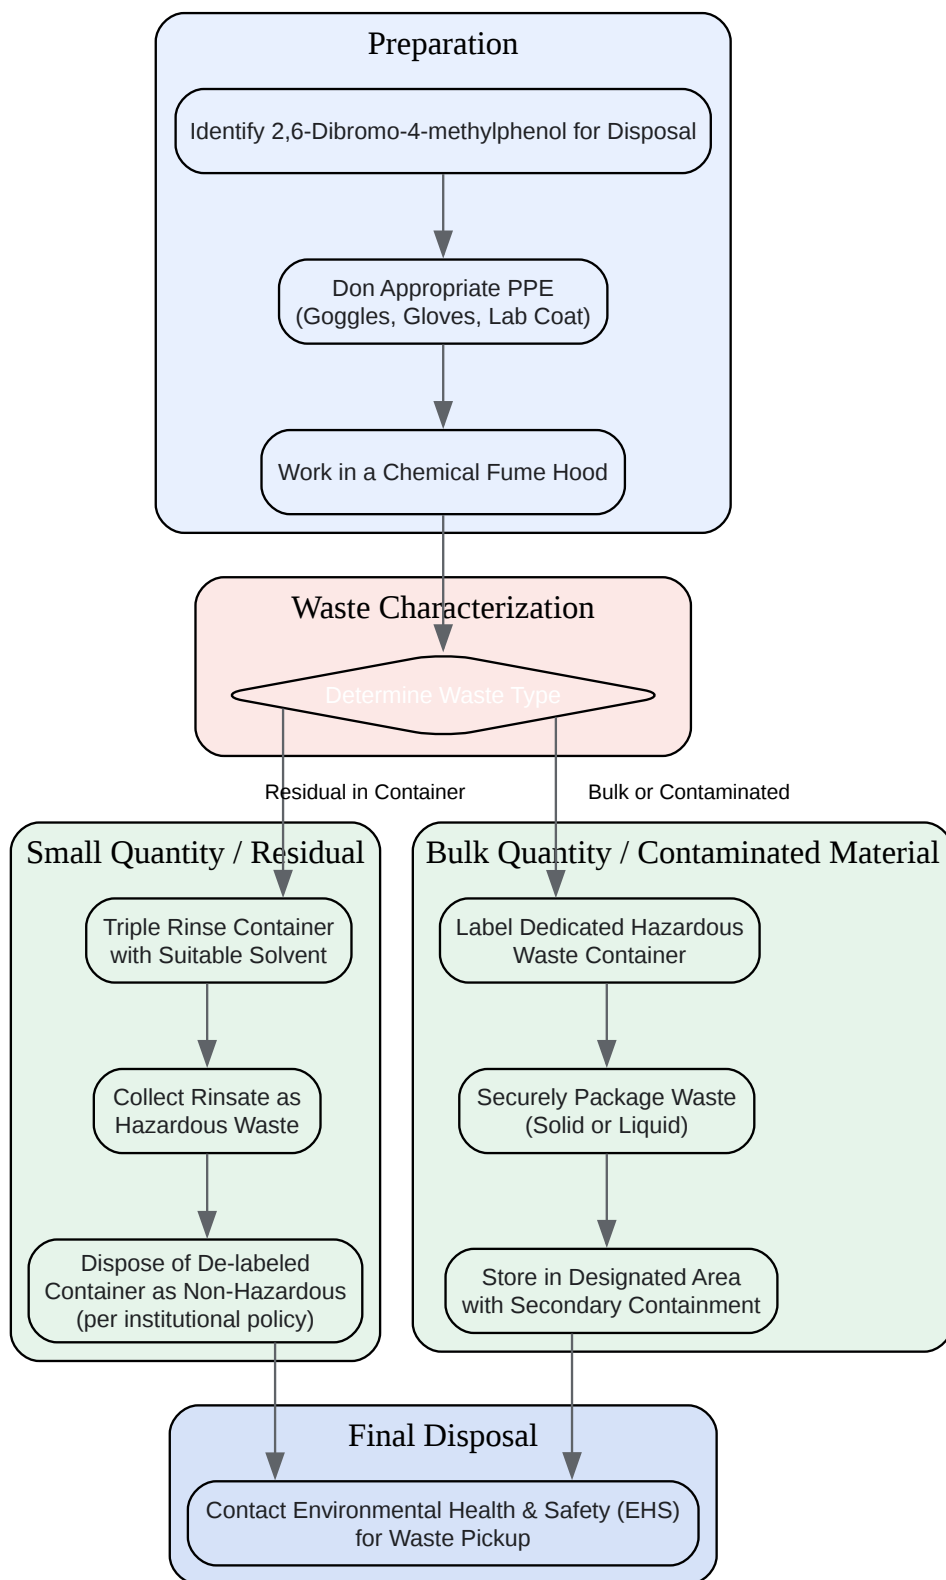 Preparation
Identify 2,6-Dibromo-4-methylphenol for Disposal
Don Appropriate PPE
(Goggles, Gloves, Lab Coat)
Work in a Chemical Fume Hood
Waste Characterization
Determine Waste Type
Residual in Container
Bulk or Contaminated
Small Quantity / Residual
Triple Rinse Container
with Suitable Solvent
Collect Rinsate as
Hazardous Waste
Dispose of De-labeled
Container as Non-Hazardous
(per institutional policy)
Bulk Quantity / Contaminated Material
Label Dedicated Hazardous
Waste Container
Securely Package Waste
(Solid or Liquid)
Store in Designated Area
with Secondary Containment
Final Disposal
Contact Environmental Health & Safety (EHS)
for Waste Pickup